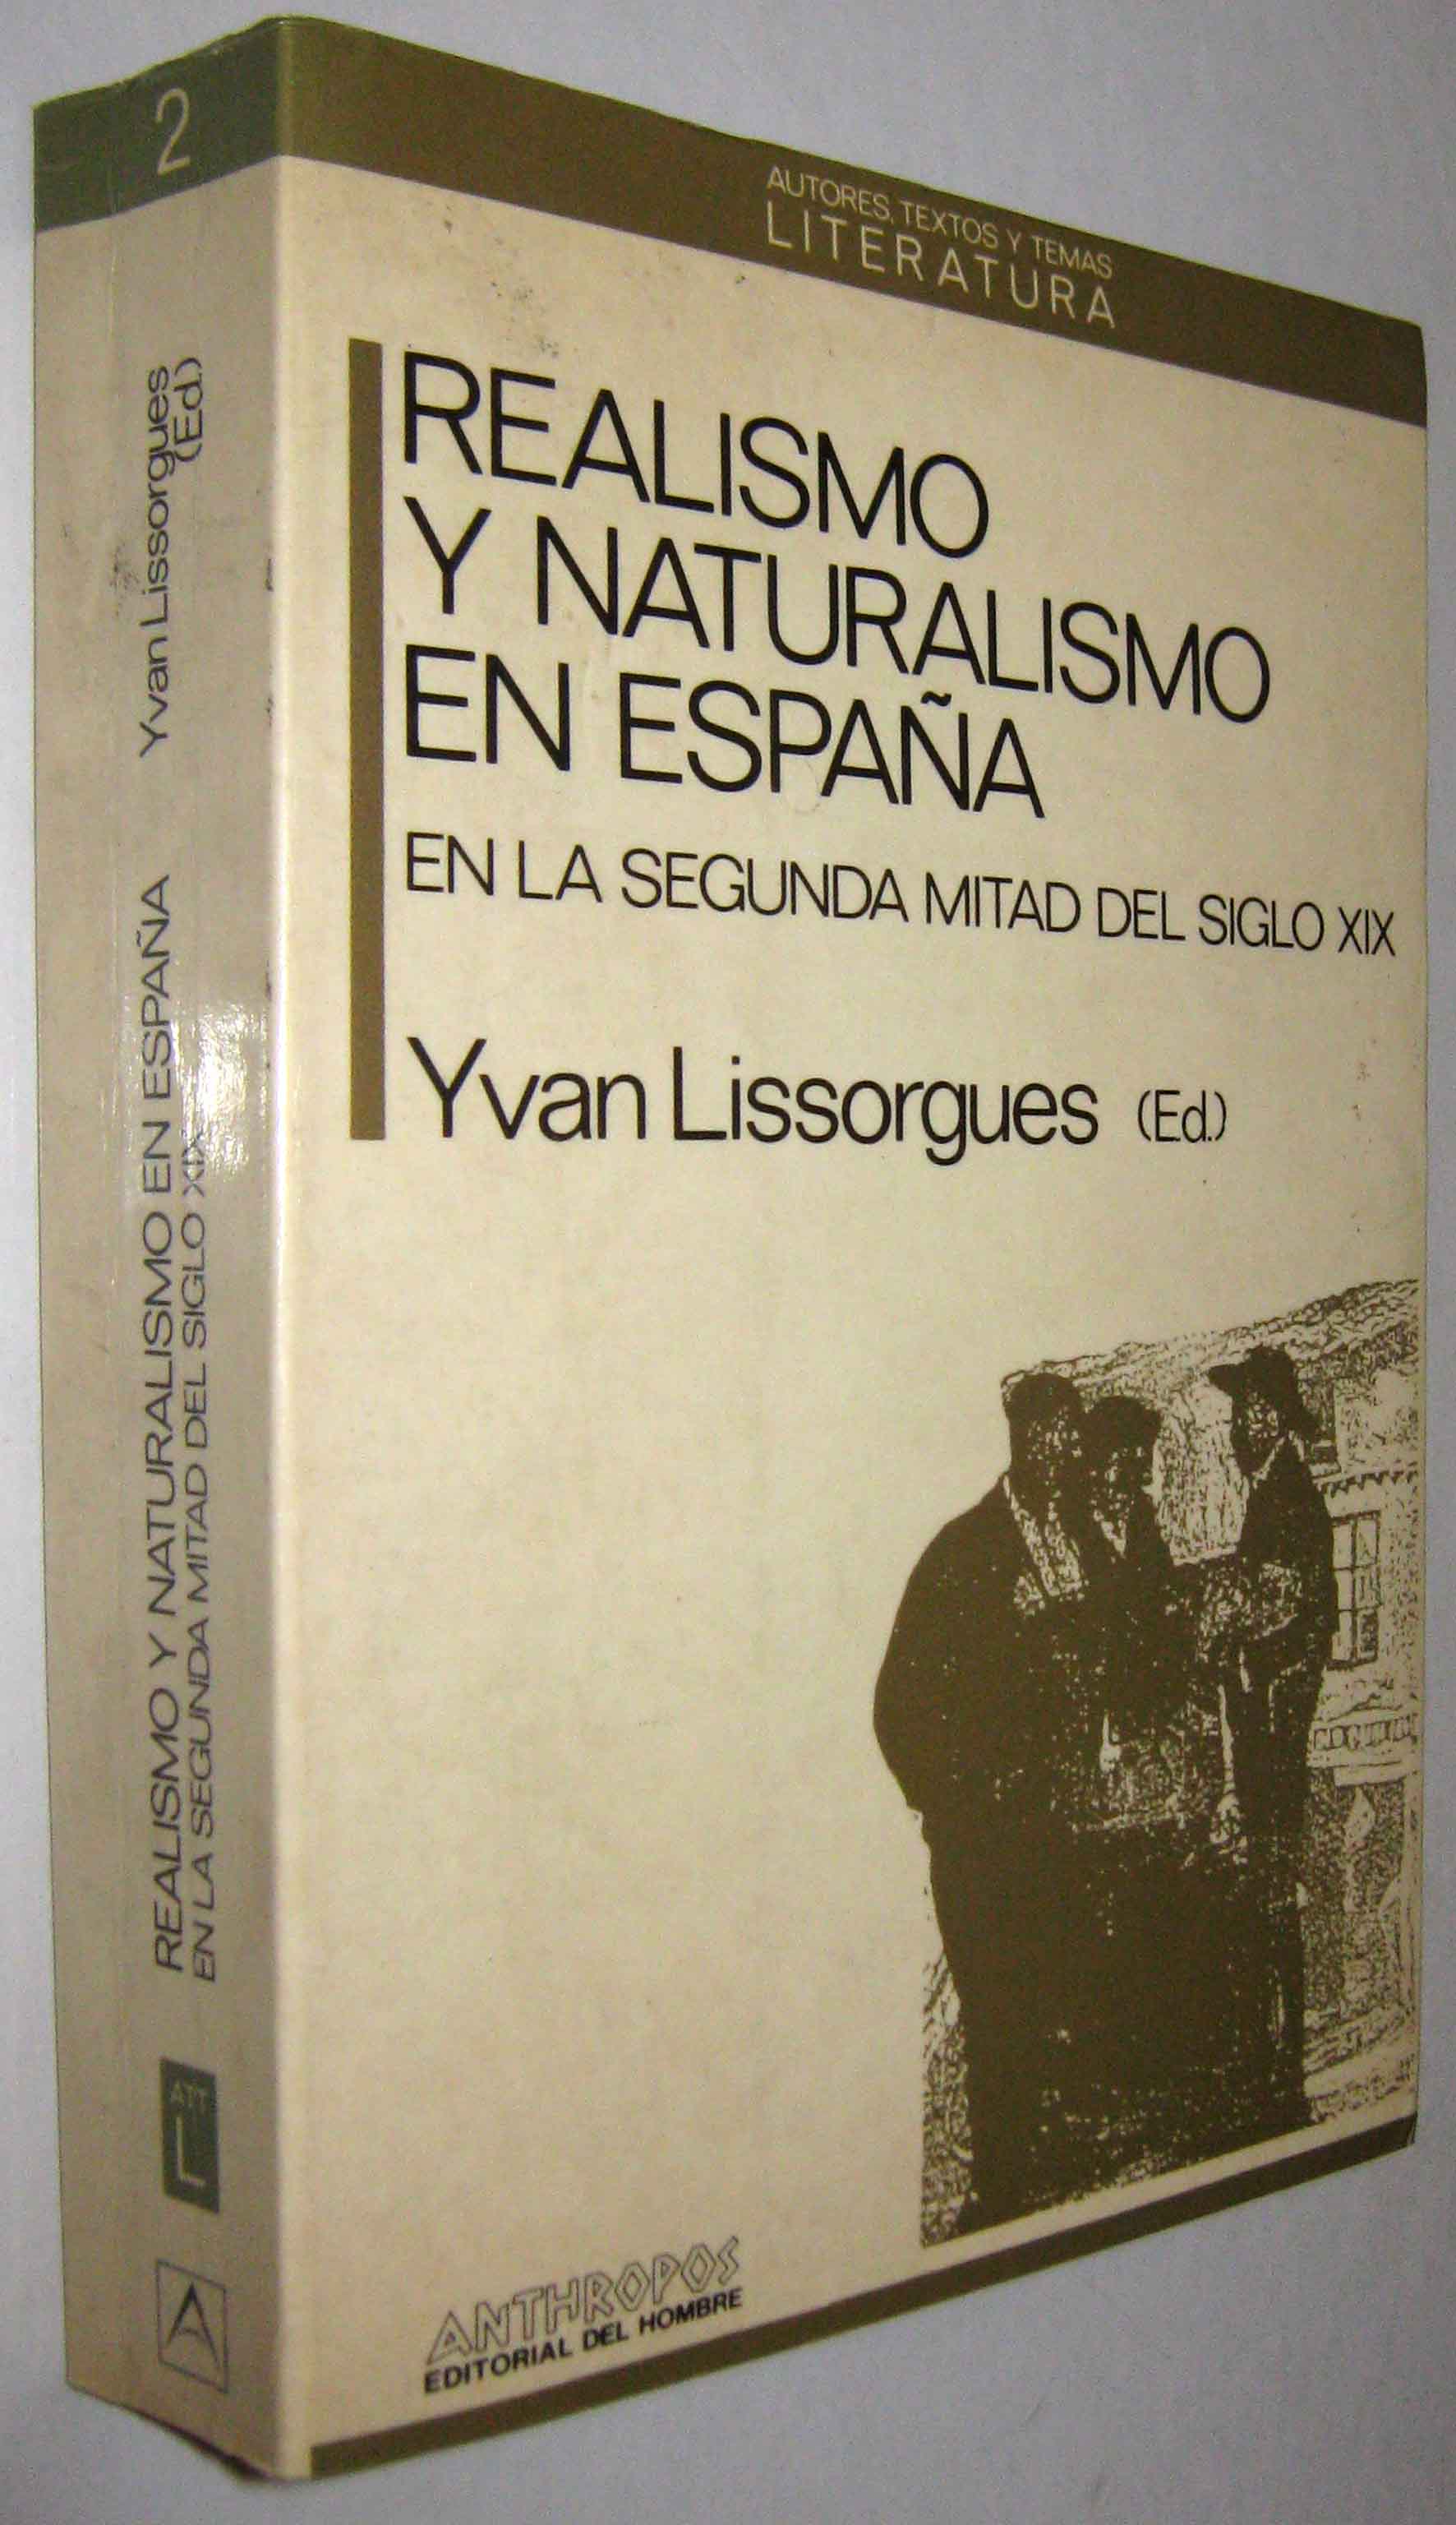 2
Yvan Lissorgues
(Ed.)
REALISMO Y NATURALISMO EN ESPAÑA
EN LA SEGUNDA MITAD DEL SIGLO XIX
ATT
L
A
AUTORES, TEXTOS Y TEMAS
LITERATURA
REALISMO
Y NATURALISMO
EN ESPAÑA
EN LA SEGUNDA MITAD DEL SIGLO XIX
Yvan Lissorgues (Ed.)
ANTHROPOS
EDITORIAL DEL HOMBRE